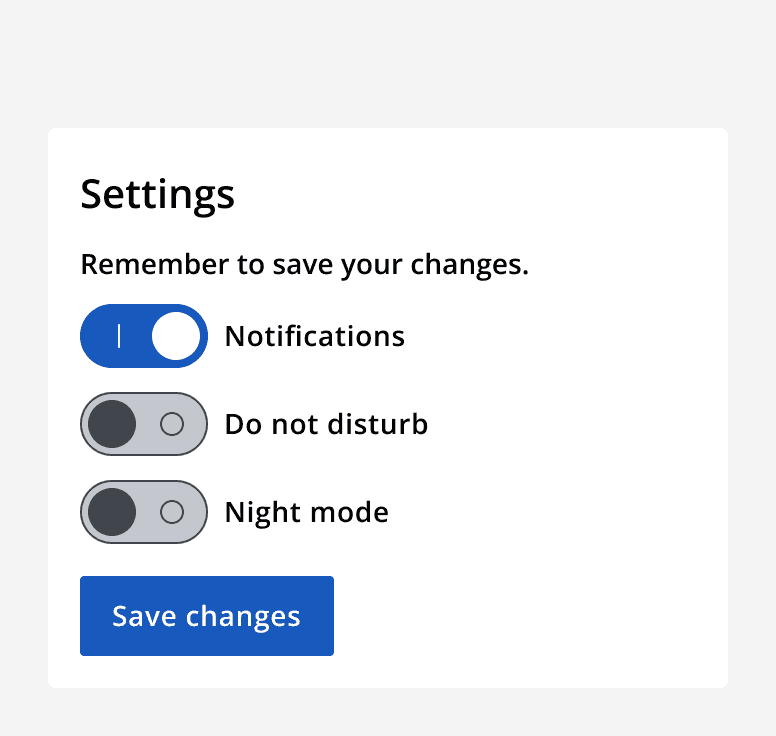 Settings
Remember to save your changes.
Notifications
Do not disturb
Night mode
Save changes